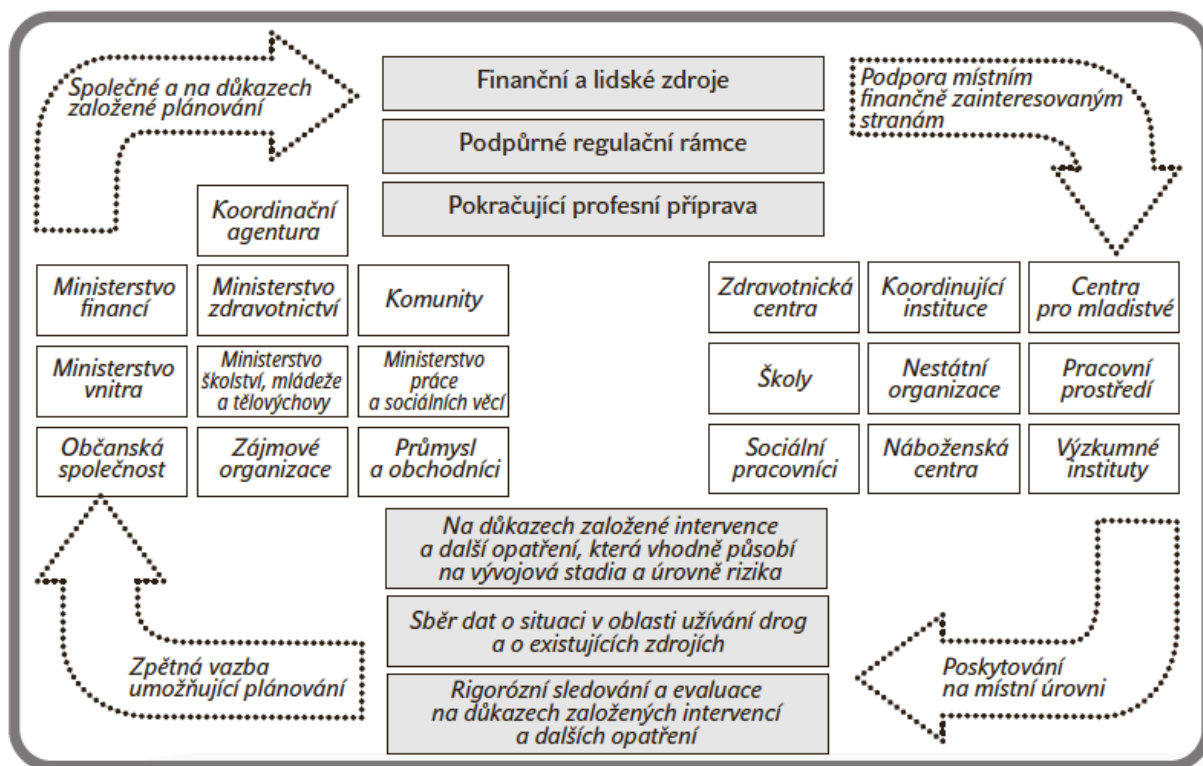 Společné a na důkazech
založené plánování
Finanční a lidské zdroje
Podpůrné regulační rámce
Pokračující profesní příprava
Podpora místním
finančně zainteresovaným
stranám
Koordinační
agentura
Ministerstvo
financí
Ministerstvo
zdravotnictví
Komunity
Ministerstvo
vnitra
Ministerstvo
školství, mládeže
a tělovýchovy
Ministerstvo
práce
a sociálních věcí
Občanská
společnost
Zájmové
organizace
Průmysl
a obchodníci
Zdravotnická
centra
Koordinující
instituce
Centra
pro mladistvé
Školy
Nestátní
organizace
Pracovní
prostředí
Sociální
pracovníci
Náboženská
centra
Výzkumné
instituty
Na důkazech založené intervence
a další opatření, která vhodně působí
na vývojová stadia a úrovně rizika
Sběr dat o situaci v oblasti užívání drog
a o existujících zdrojích
Rigorózní sledování a evaluace
na důkazech založených intervencí
a dalších opatření
Zpětná vazba
umožňující plánování
Poskytování
na místní úrovni